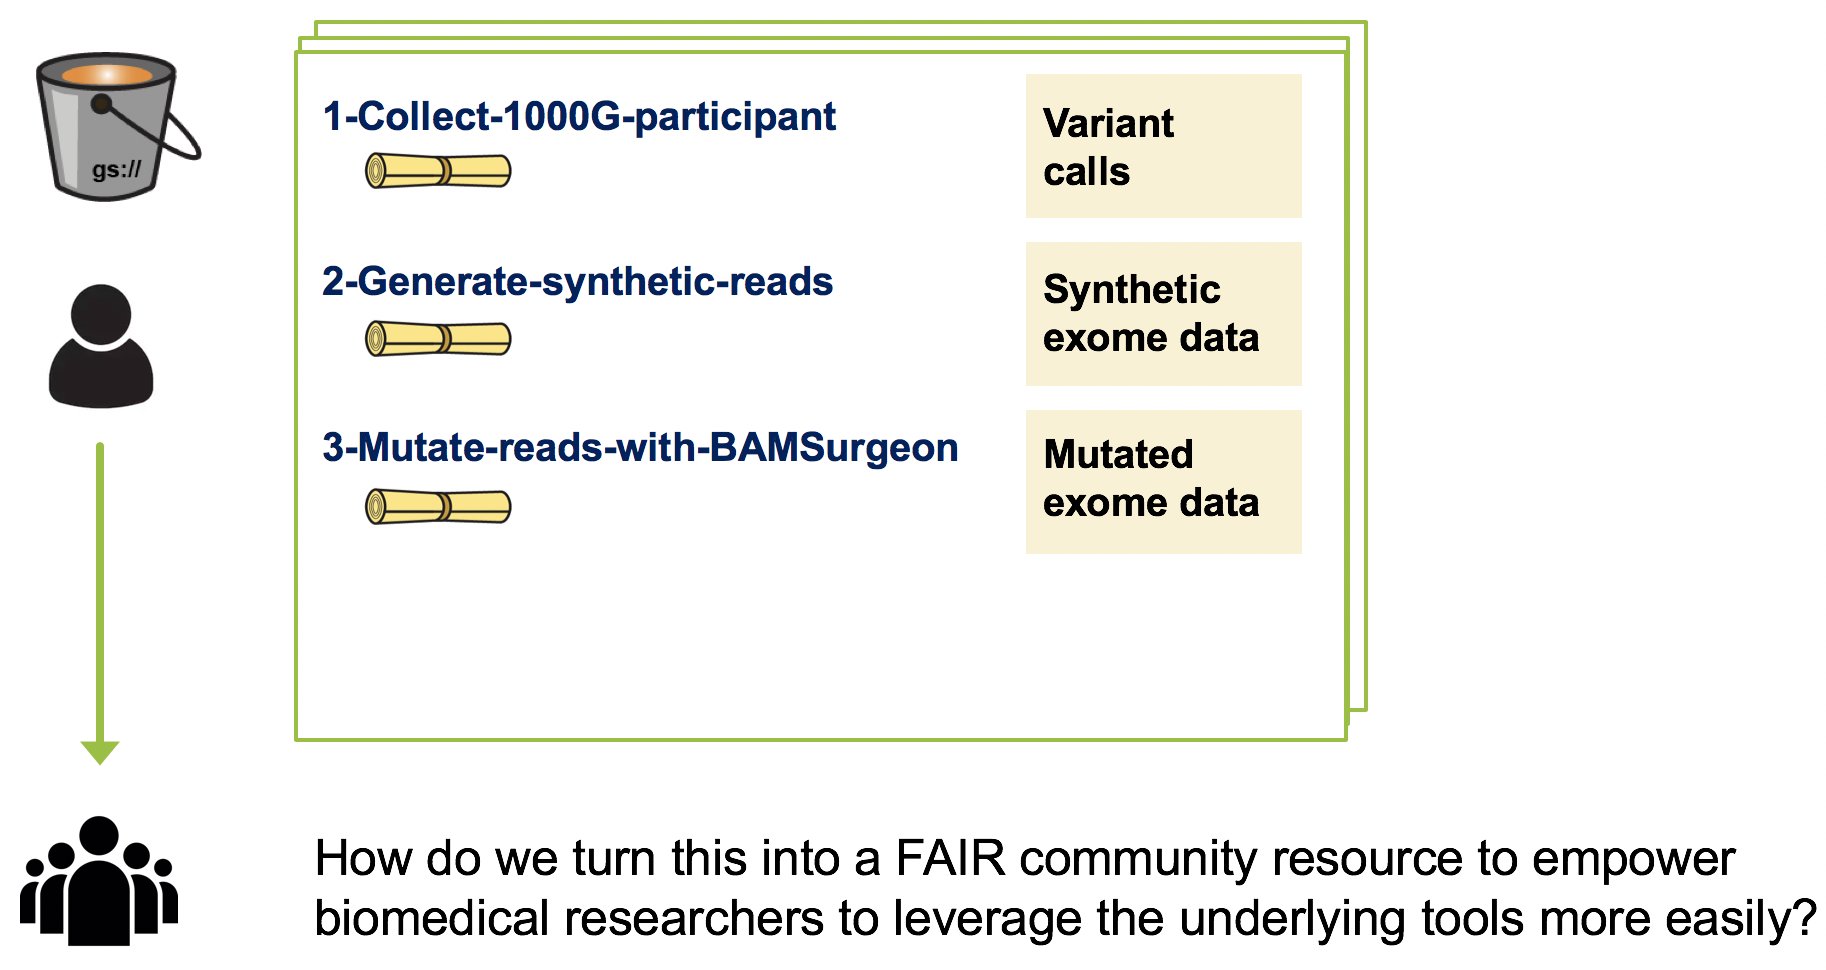 gs://
1-Collect-1000G-participant
Variant
calls
2-Generate-synthetic-reads
Synthetic
exome data
3-Mutate-reads-with-BAMSurgeon
Mutated
exome data
How do we turn this into a FAIR community resource to empower
biomedical researchers to leverage the underlying tools more easily?